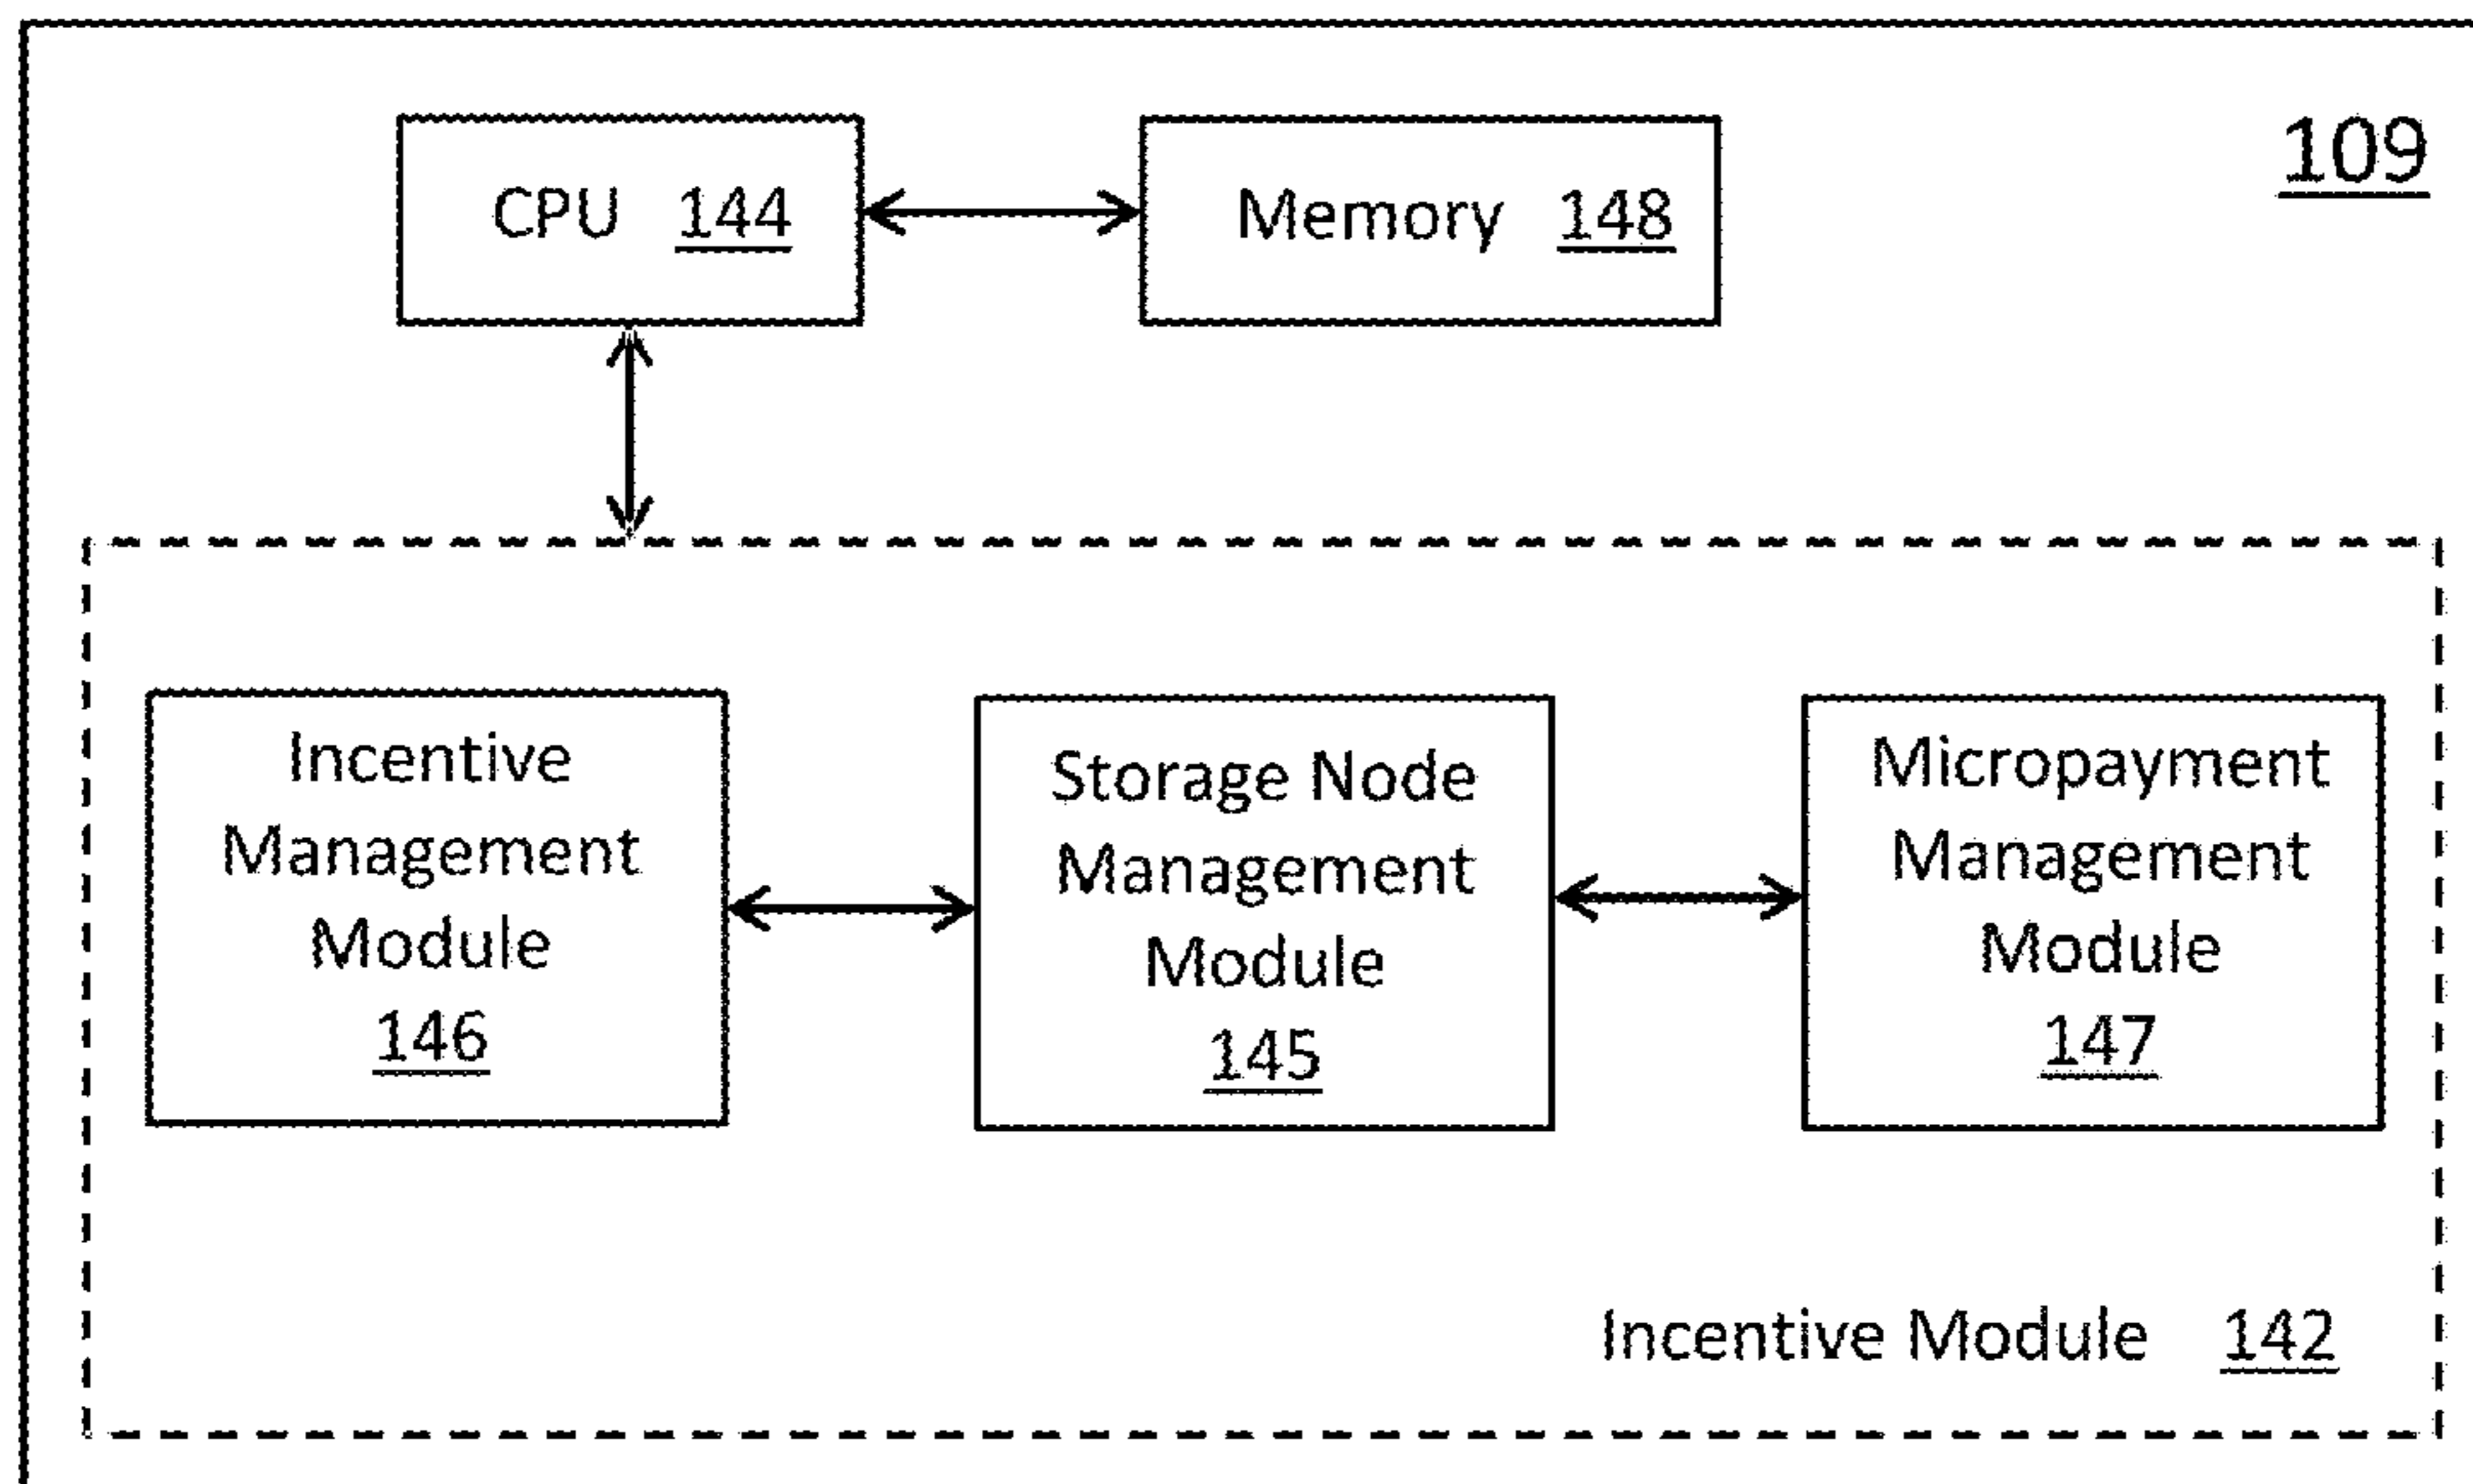 109
CPU 144
Memory 148
Incentive
Management
Module
146
Storage Node
Management
Module
145
Micropayment
Management
Module
147
Incentive Module 142